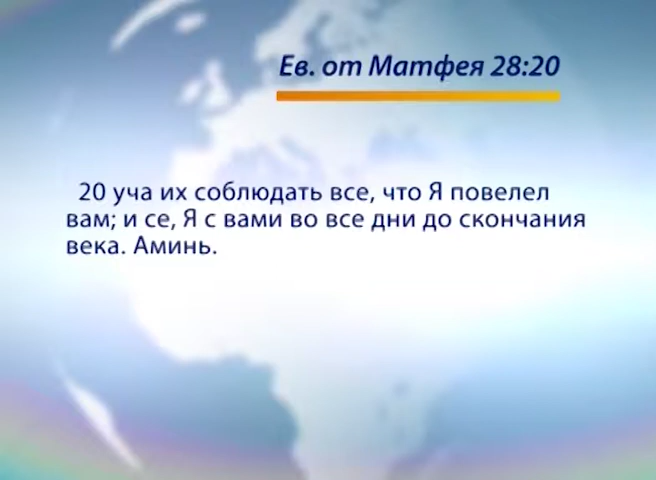 Ев. от Матфея 28:20
20 уча их соблюдать все, что Я повелел
вам; и се, Я с вами во все дни до скончания
века. Аминь.